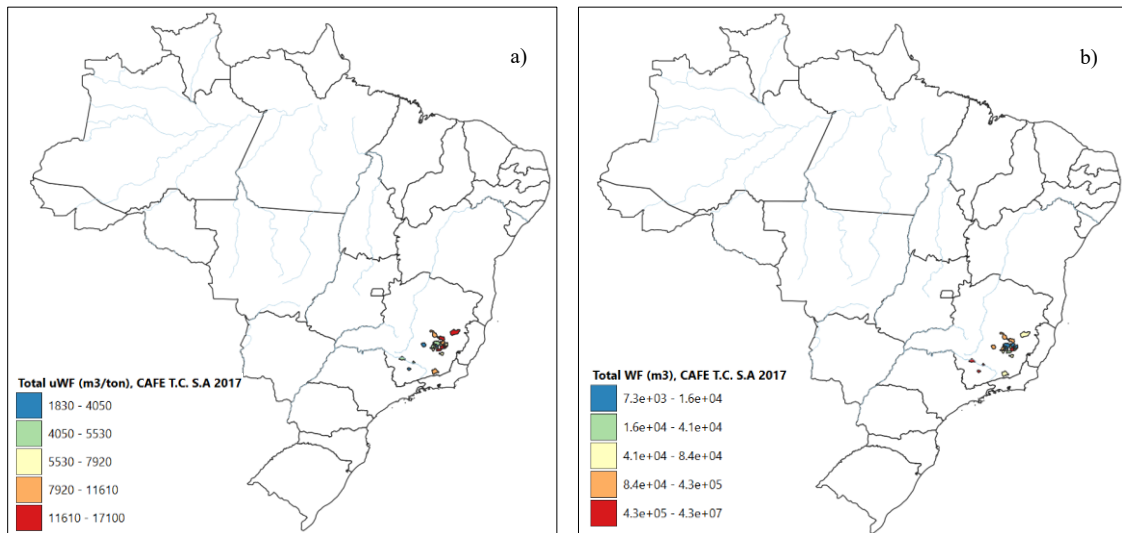 a)
Total uWF (m3/ton), CAFE T.C. S.A 2017
1830 - 4050
4050 - 5530
5530 - 7920
7920 - 11610
11610 - 17100
b)
Total WF (m3), CAFE T.C. S.A 2017
7.3e+03 - 1.6e+04
1.6e+04 - 4.1e+04
4.1e+04 - 8.4e+04
8.4e+04 - 4.3e+05
4.3e+05 - 4.3e+07